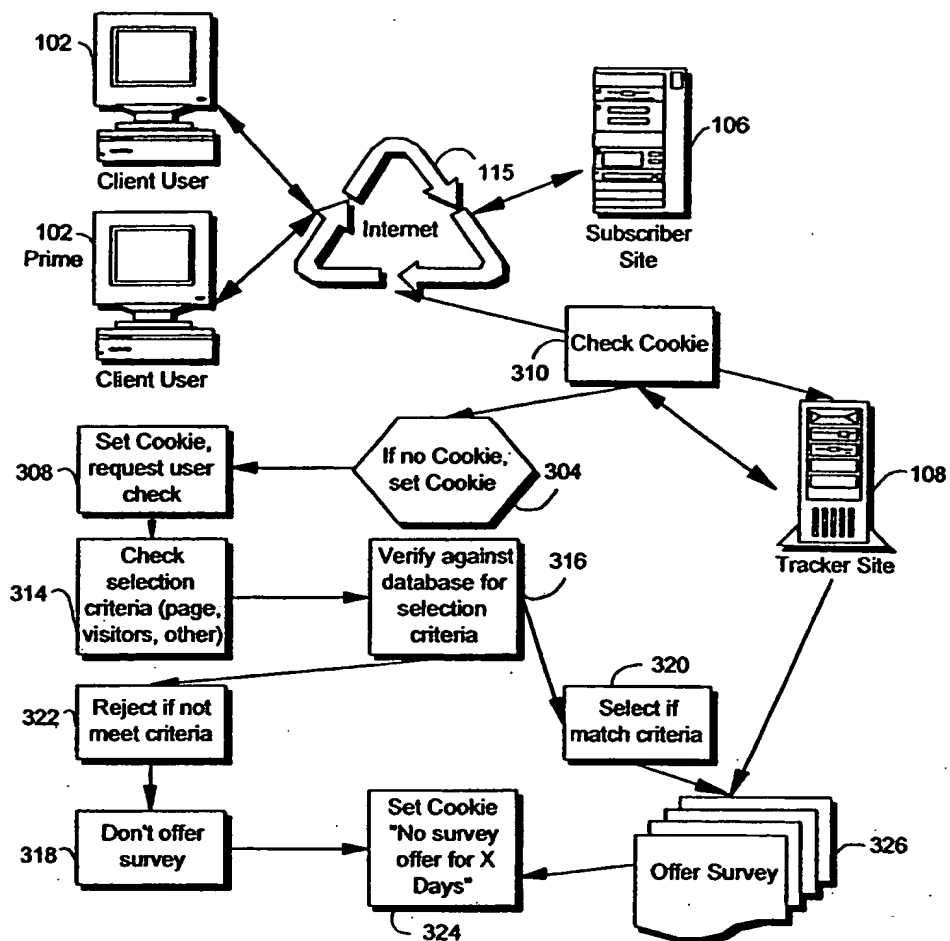 102
Client User
102
Prime
Client User
115
Internet
106
Subscriber
Site
310
Check Cookie
108
Tracker Site
If no Cookie,
set Cookie
304
308
Set Cookie,
request user
check
314
Check
selection
criteria (page,
visitors, other)
Verify against
database for
selection
criteria
316
322
Reject if not
meet criteria
320
Select if
match criteria
318
Don't offer
survey
Set Cookie
"No survey
offer for X
Days"
324
Offer Survey
326